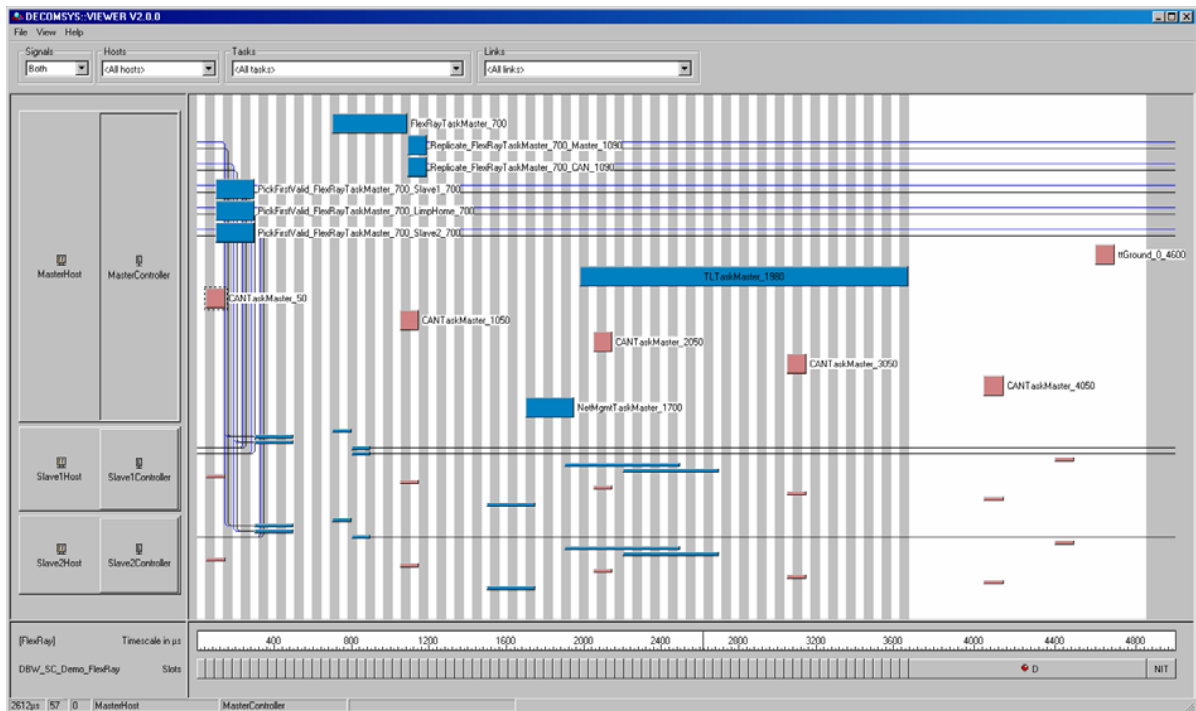 DECOMSYS::VIEWER V2.0.0
File View Help
Signals Hosts Tasks Links
Both <All hosts> <All tasks> <All links>
FlexRayTaskMaster_700
CReplicate_FlexRayTaskMaster_700_Master_1090
CReplicate_FlexRayTaskMaster_700_CAN_1090
CPickFirstValid_FlexRayTaskMaster_700_Slave1_700
CPickFirstValid_FlexRayTaskMaster_700_LimpHome_700
CPickFirstValid_FlexRayTaskMaster_700_Slave2_700
ttGround_0_4600
MasterHost MasterController
TLTaskMaster_1980
CANTaskMaster_50
CANTaskMaster_1050
CANTaskMaster_2050
CANTaskMaster_3050
CANTaskMaster_4050
NetMgmtTaskMaster_1700
Slave1Host Slave1Controller
Slave2Host Slave2Controller
[FlexRay] Timescale in µs 400 800 1200 1600 2000 2400 2800 3200 3600 4000 4400 4800
DBW_SC_Demo_FlexRay Slots D NIT
2612µs 57 0 MasterHost MasterController